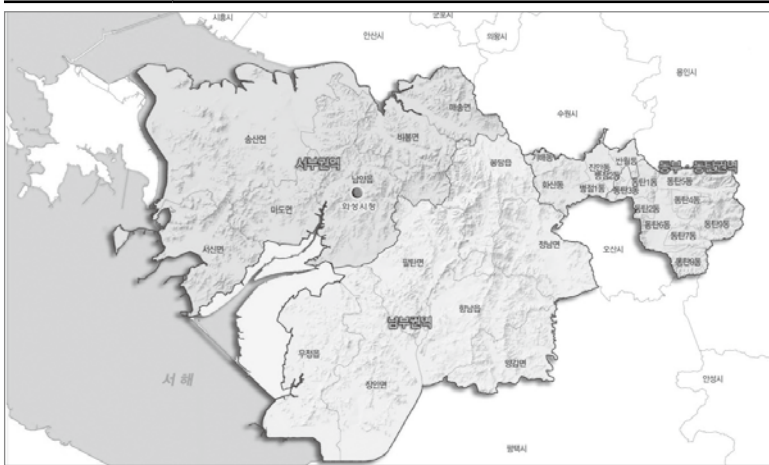 시흥시
군포시
안산시
의왕시
용인시
수원시
매송면
송산면
비봉면
서부권역
남양읍
화성시청
마도면
서신면
봉담읍
기배동
화산동
진안동
병점2동
병점1동
반월동
동부·동탄권역
동탄1동
동탄5동
동탄3동
동탄4동
동탄2동
동탄6동
동탄7동
동탄9동
동탄8동
정남면
오산시
팔탄면
향남읍
남부권역
우정읍
장안면
양감면
서해
안성시
평택시